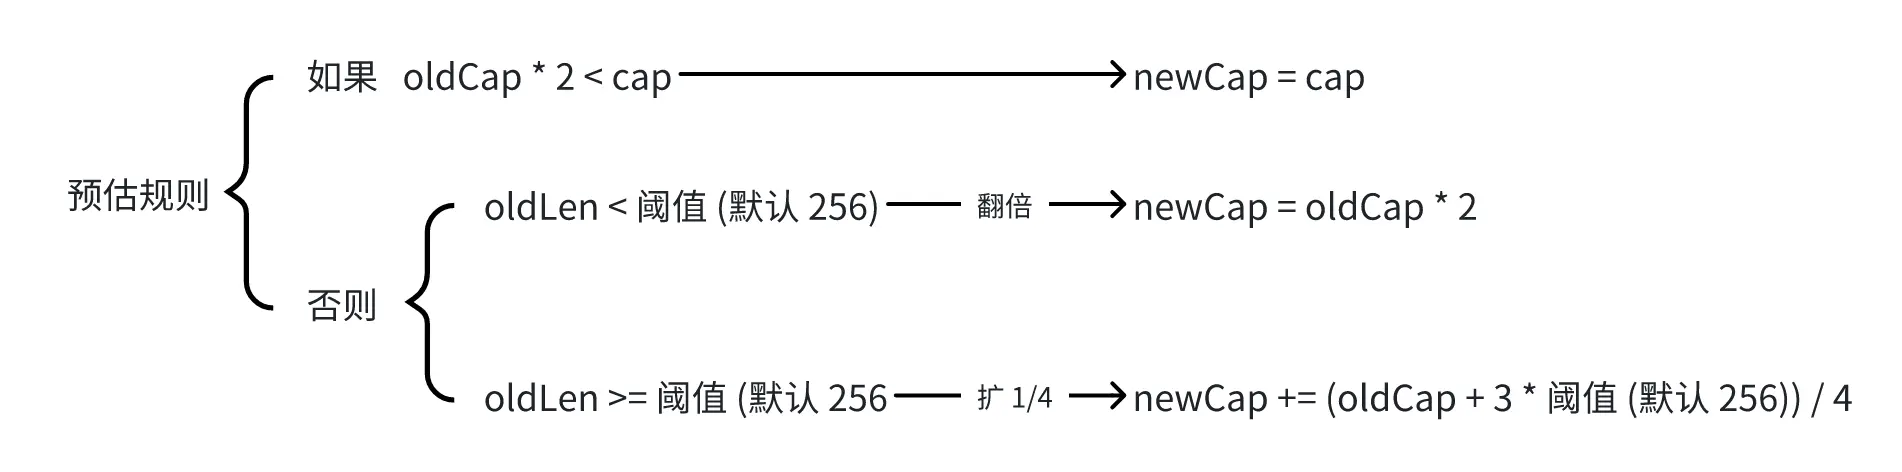 如果 oldCap * 2 < cap newCap = cap
预估规则
oldLen < 阈值 (默认 256) 翻倍 newCap = oldCap * 2
否则
oldLen >= 阈值 (默认 256 扩 1/4 newCap += (oldCap + 3 * 阈值 (默认 256)) / 4